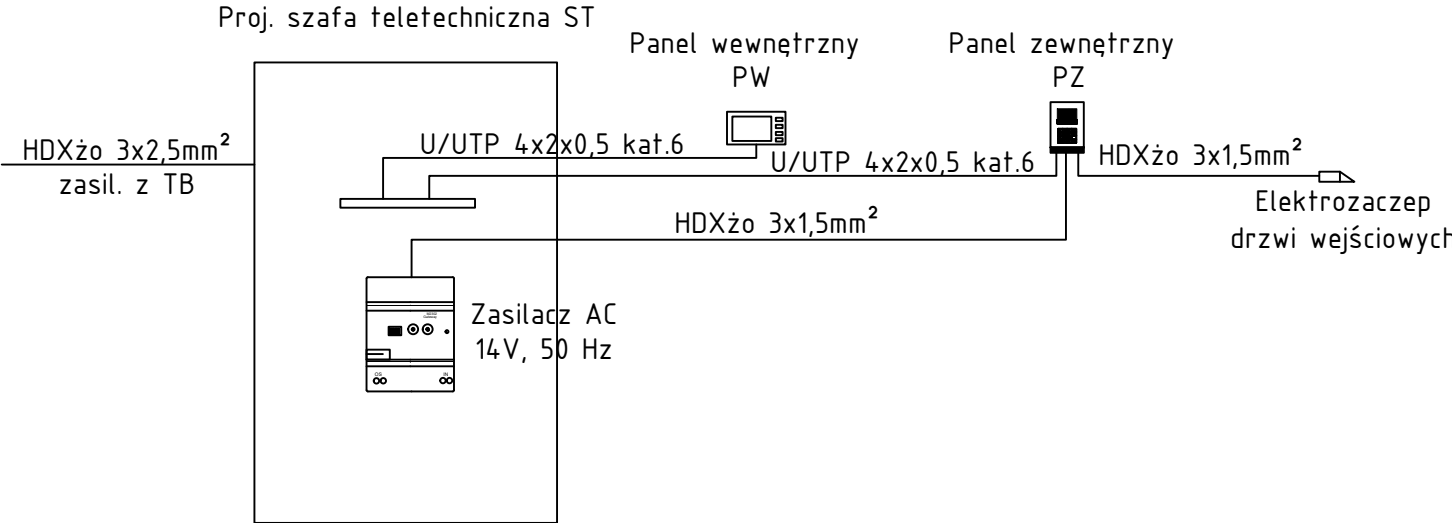 Proj. szafa teletechniczna ST
Panel wewnętrzny
PW
Panel zewnętrzny
PZ
HDXżo 3x2,5mm²
zasil. z TB
U/UTP 4x2x0,5 kat.6
U/UTP 4x2x0,5 kat.6
HDXżo 3x1,5mm²
Elektrozaczep
drzwi wejściowych
HDXżo 3x1,5mm²
Zasilacz AC
14V, 50 Hz
OS
IN